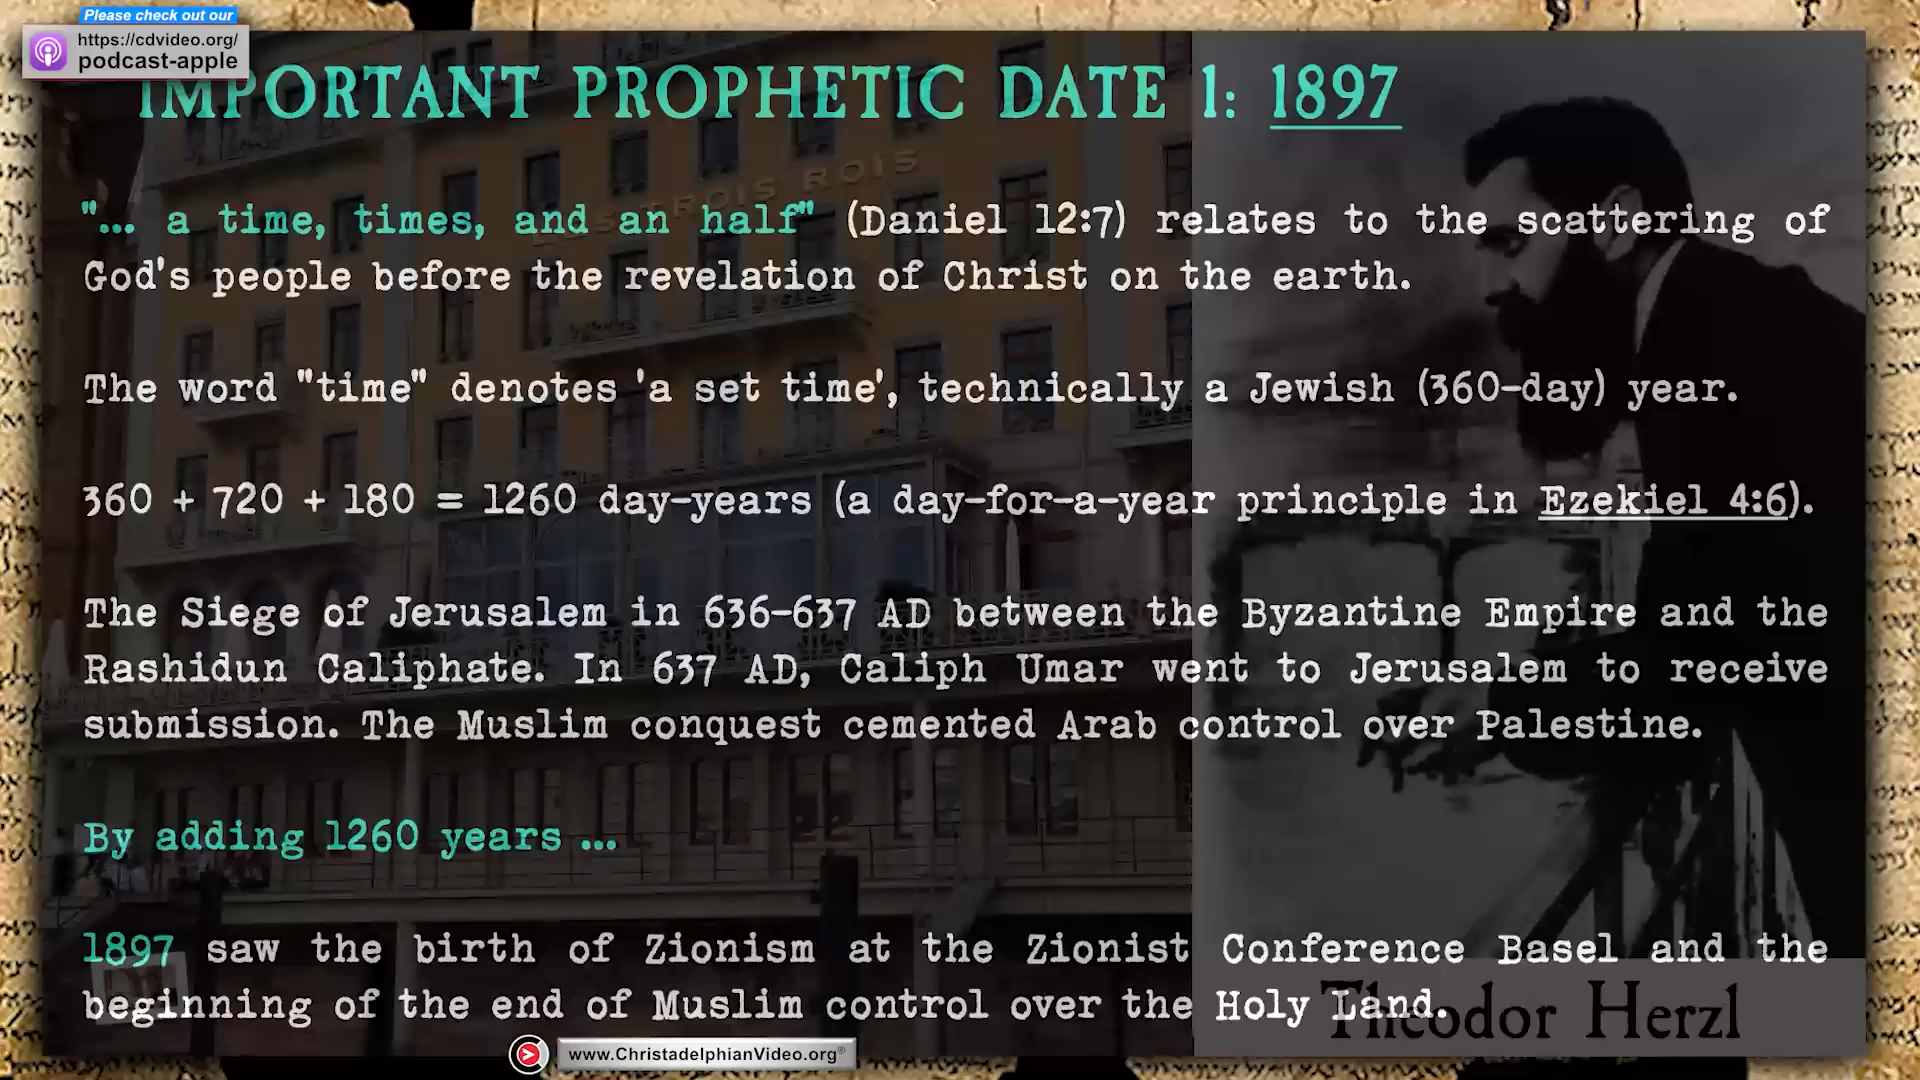 Please check out our
https://cdvideo.org/
podcast-apple
IMPORTANT PROPHETIC DATE 1: 1897
LES TROIS ROIS
"... a time, times, and an half" (Daniel 12:7) relates to the scattering of
God's people before the revelation of Christ on the earth.
The word "time" denotes 'a set time', technically a Jewish (360-day) year.
360 + 720 + 180 = 1260 day-years (a day-for-a-year principle in Ezekiel 4:6).
The Siege of Jerusalem in 636-637 AD between the Byzantine Empire and the
Rashidun Caliphate. In 637 AD, Caliph Umar went to Jerusalem to receive
submission. The Muslim conquest cemented Arab control over Palestine.
By adding 1260 years ...
1897 saw the birth of Zionism at the Zionist Conference Basel and the
beginning of the end of Muslim control over the Holy Land.
Theodor Herzl
www.ChristadelphianVideo.org®